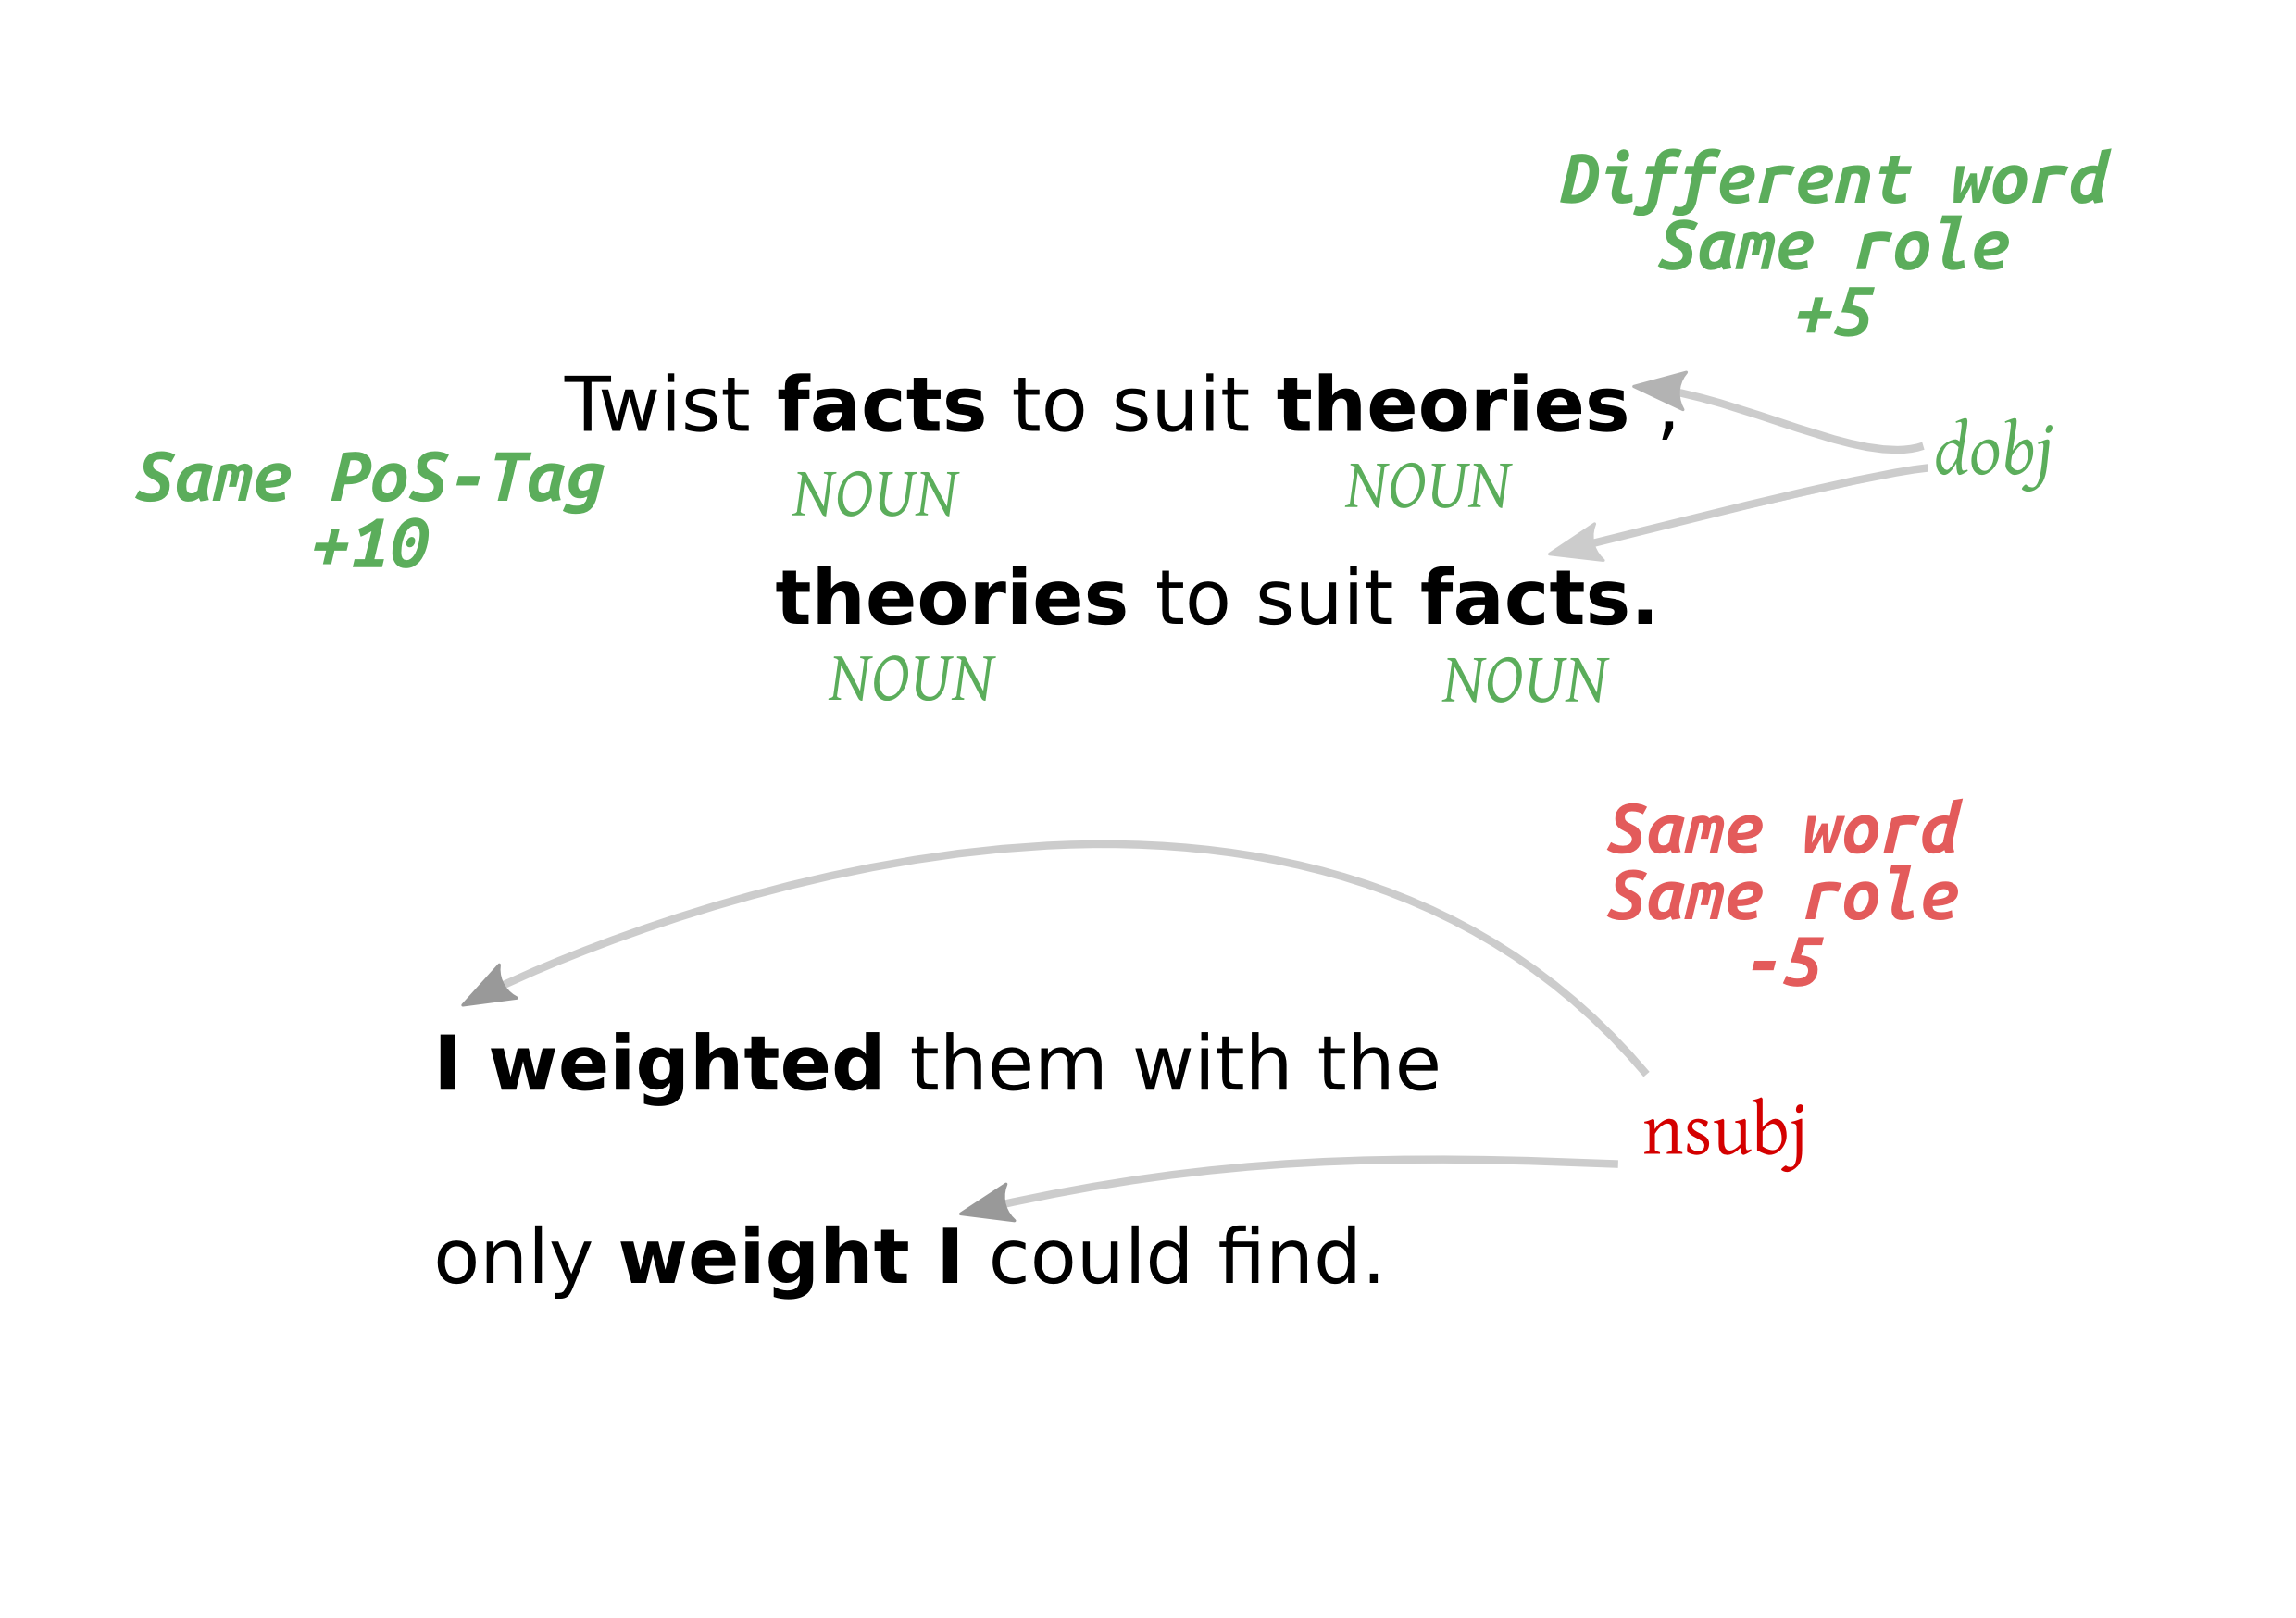 Different word
Same role
+5
Twist facts to suit theories ,
dobj
Same PoS-Tag
+10
NOUN NOUN
theories to suit facts.
NOUN NOUN
Same word
Same role
-5
I weighted them with the
nsubj
only weight I could find.